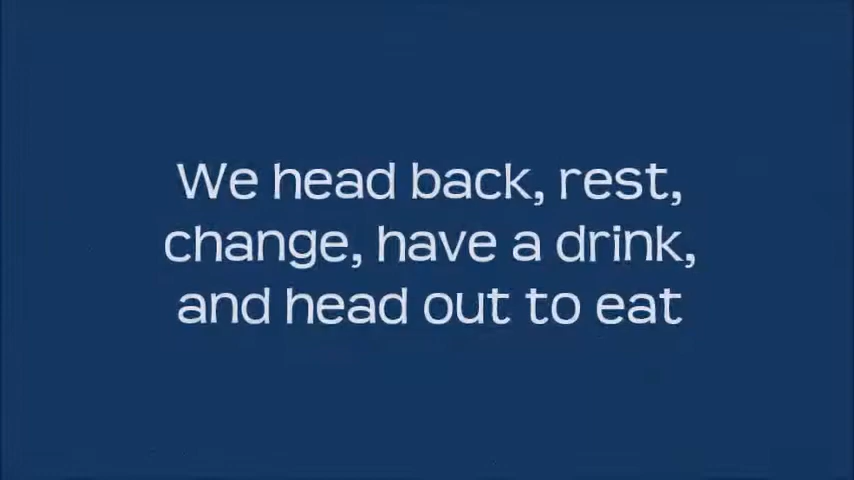 We head back, rest,
change, have a drink,
and head out to eat